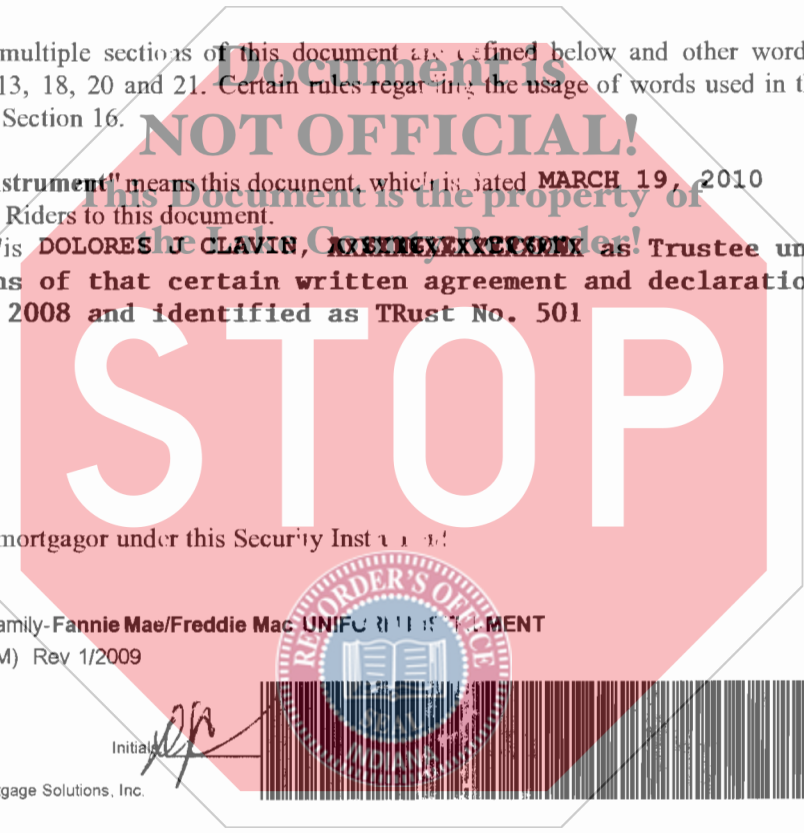 multiple sections of this document are defined below and other word
Document is
13, 18, 20 and 21. Certain rules regarding the usage of words used in t
Section 16.
NOT OFFICIAL!
strument" means this document, which is dated MARCH 19, 2010
This Document is the property of
Riders to this document.
the Lake County Recorder!
is DOLORES J CLAVIN, as Trustee un
ns of that certain written agreement and declaratio
2008 and identified as TRust No. 501
STOP
mortgagor under this Security Inst
RECORDER'S OFFICE
amily-Fannie Mae/Freddie Mac UNIFORM INSTRUMENT
M) Rev 1/2009
SEAL
INDIANA
Initials
gage Solutions, Inc.